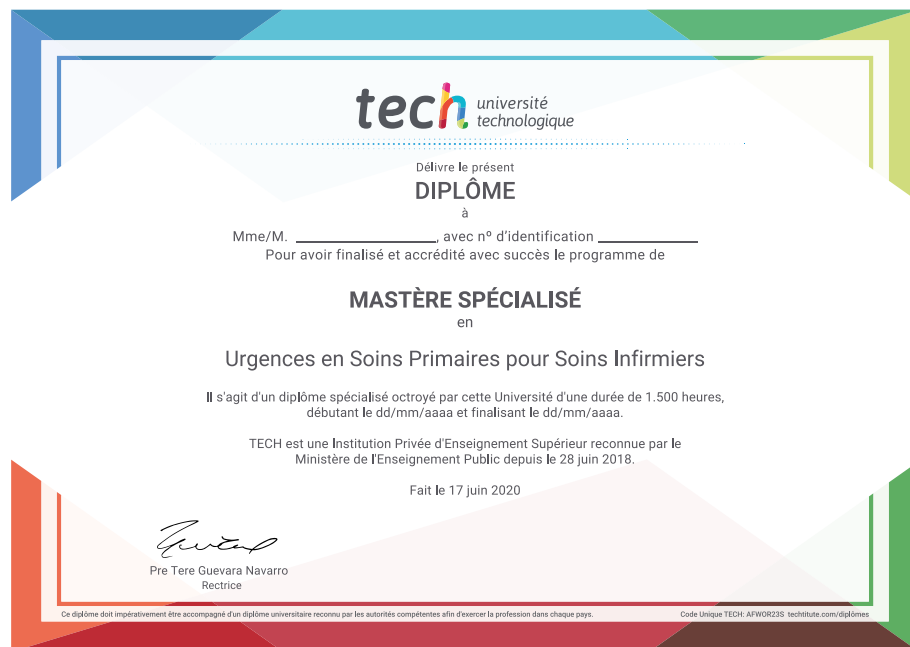 tech université
technologique
Délivre le présent
DIPLÔME
à
Mme/M. ____________________, avec nº d'identification ______________
Pour avoir finalisé et accrédité avec succès le programme de
MASTÈRE SPÉCIALISÉ
en
Urgences en Soins Primaires pour Soins Infirmiers
Il s'agit d'un diplôme spécialisé octroyé par cette Université d'une durée de 1.500 heures,
débutant le dd/mm/aaaa et finalisant le dd/mm/aaaa.
TECH est une Institution Privée d'Enseignement Supérieur reconnue par le
Ministère de l'Enseignement Public depuis le 28 juin 2018.
Fait le 17 juin 2020
Pre Tere Guevara Navarro
Rectrice
Ce diplôme doit impérativement être accompagné d'un diplôme universitaire reconnu par les autorités compétentes afin d'exercer la profession dans chaque pays.
Code Unique TECH: AFWOR23S techtitute.com/diplômes